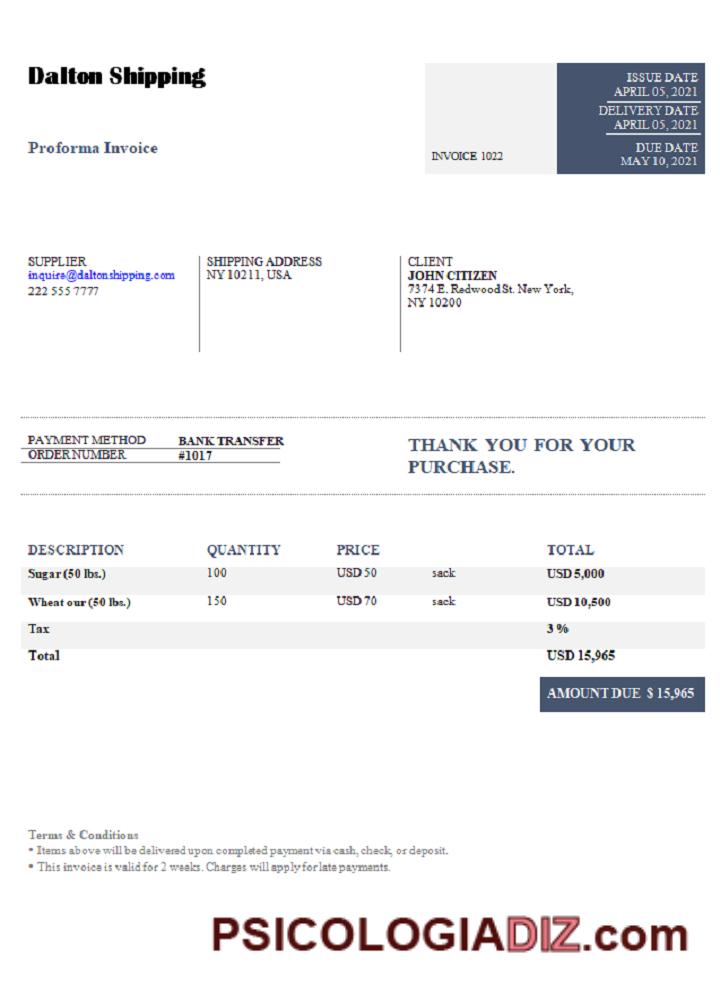 Dalton Shipping
Proforma Invoice
INVOICE 1022
ISSUE DATE
APRIL 05, 2021
DELIVERY DATE
APRIL 05, 2021
DUE DATE
MAY 10, 2021
SUPPLIER
inquire@daltonshipping.com
222 555 7777
SHIPPING ADDRESS
NY 10211, USA
CLIENT
JOHN CITIZEN
7374 E. Redwood St. New York,
NY 10200
PAYMENT METHOD BANK TRANSFER
ORDER NUMBER #1017
THANK YOU FOR YOUR
PURCHASE.
DESCRIPTION QUANTITY PRICE TOTAL
Sugar (50 lbs.) 100 USD 50 sack USD 5,000
Wheat our (50 lbs.) 150 USD 70 sack USD 10,500
Tax 3 %
Total USD 15,965
AMOUNT DUE $ 15,965
Terms & Conditions
* Items above will be delivered upon completed payment via cash, check, or deposit.
* This invoice is valid for 2 weeks. Charges will apply for late payments.
PSICOLOGIADIZ.com